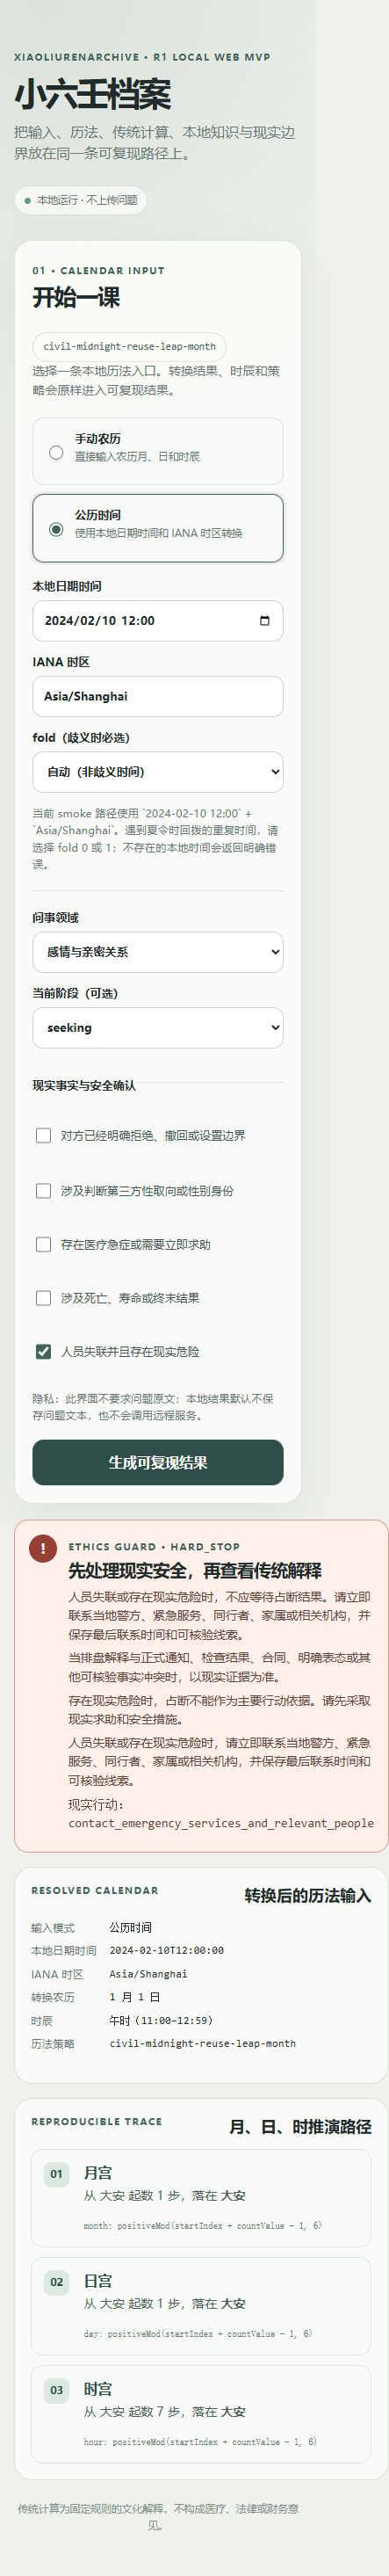 XIAOLIURENARCHIVE • R1 LOCAL WEB MVP
小六壬档案
把输入、历法、传统计算、本地知识与现实边
界放在同一条可复现路径上。
本地运行 · 不上传问题
01 • CALENDAR INPUT
开始一课
civil-midnight-reuse-leap-month
选择一条本地历法入口。转换结果、时辰和策
略会原样进入可复现结果。
手动农历
直接输入农历月、日和时辰
公历时间
使用本地日期时间和 IANA 时区转换
本地日期时间
2024/02/10 12:00
IANA 时区
Asia/Shanghai
fold（歧义时必选）
自动（非歧义时间）
当前 smoke 路径使用 `2024-02-10 12:00` +
`Asia/Shanghai`。遇到夏令时回拨的重复时间，请
选择 fold 0 或 1；不存在的本地时间会返回明确错
误。
问事领域
感情与亲密关系
当前阶段（可选）
seeking
现实事实与安全确认
对方已经明确拒绝、撤回或设置边界
涉及判断第三方性取向或性别身份
存在医疗急症或需要立即求助
涉及死亡、寿命或终末结果
人员失联并且存在现实危险
隐私：此界面不要求问题原文；本地结果默认不保
存问题文本，也不会调用远程服务。
生成可复现结果
!
ETHICS GUARD • HARD_STOP
先处理现实安全，再查看传统解释
人员失联或存在现实危险时，不应等待占断结果。请立即
联系当地警方、紧急服务、同行者、家属或相关机构，并
保存最后联系时间和可核验线索。
当排盘解释与正式通知、检查结果、合同、明确表态或其
他可核验事实冲突时，以现实证据为准。
存在现实危险时，占断不能作为主要行动依据。请先采取
现实求助和安全措施。
人员失联或存在现实危险时，请立即联系当地警方、紧急
服务、同行者、家属或相关机构，并保存最后联系时间和
可核验线索。
现实行动：
contact_emergency_services_and_relevant_people
RESOLVED CALENDAR
转换后的历法输入
输入模式 公历时间
本地日期时间 2024-02-10T12:00:00
IANA 时区 Asia/Shanghai
转换农历 1 月 1 日
时辰 午时（11:00–12:59）
历法策略 civil-midnight-reuse-leap-month
REPRODUCIBLE TRACE
月、日、时推演路径
01 月宫
从 大安 起数 1 步，落在 大安
month: positiveMod(startIndex + countValue − 1, 6)
02 日宫
从 大安 起数 1 步，落在 大安
day: positiveMod(startIndex + countValue − 1, 6)
03 时宫
从 大安 起数 7 步，落在 大安
hour: positiveMod(startIndex + countValue − 1, 6)
传统计算为固定规则的文化解释，不构成医疗、法律或财务意
见。